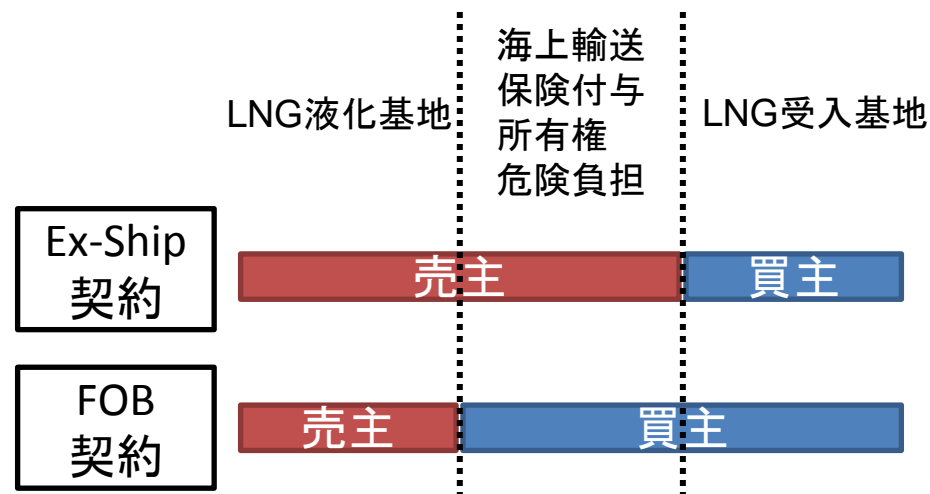 LNG液化基地
海上輸送
保険付与
所有権
危険負担
LNG受入基地
Ex-Ship
契約
売主
買主
FOB
契約
売主
買主